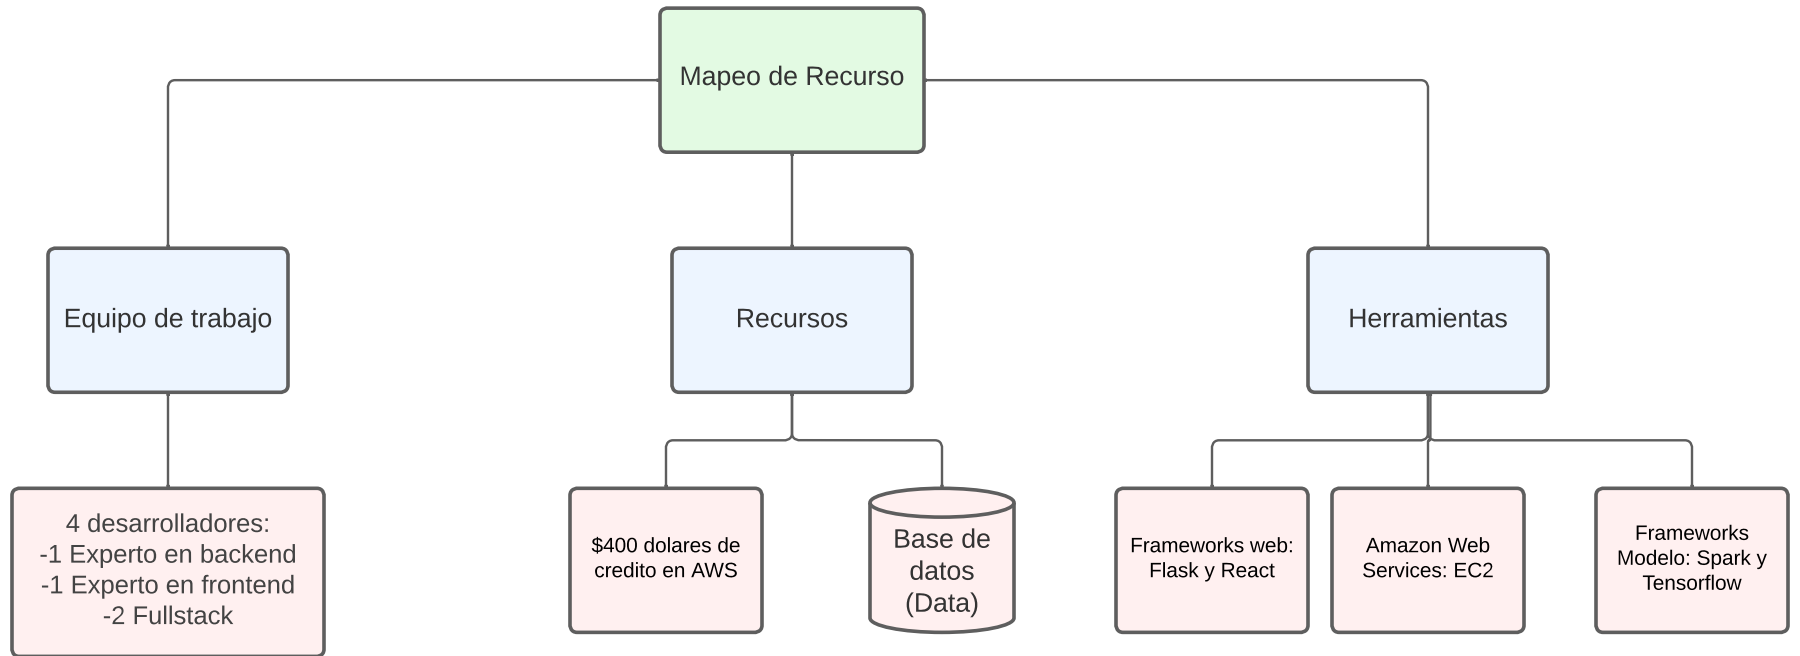 Mapeo de Recurso
Equipo de trabajo
Recursos
Herramientas
4 desarrolladores:
-1 Experto en backend
-1 Experto en frontend
-2 Fullstack
$400 dolares de
credito en AWS
Base de
datos
(Data)
Frameworks web:
Flask y React
Amazon Web
Services: EC2
Frameworks
Modelo: Spark y
Tensorflow